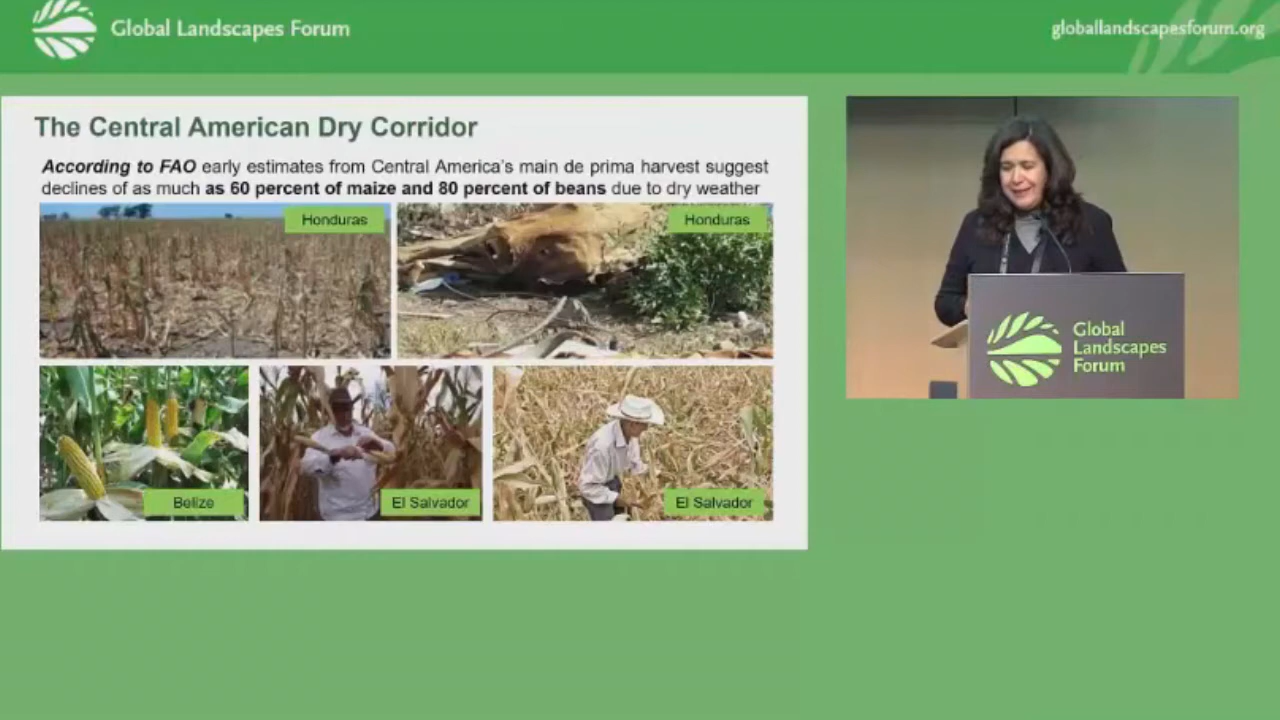 Global Landscapes Forum
globallandscapesforum.org
The Central American Dry Corridor
According to FAO early estimates from Central America's main de prima harvest suggest
declines of as much as 60 percent of maize and 80 percent of beans due to dry weather
Honduras
Honduras
Belize
El Salvador
El Salvador
Global
Landscapes
Forum